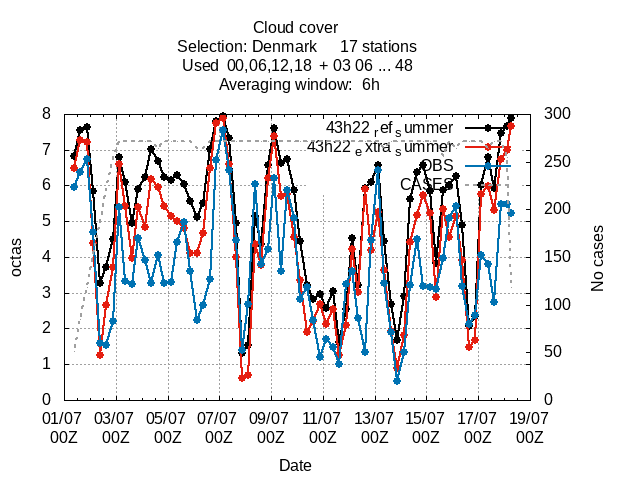 Cloud cover
Selection: Denmark 17 stations
Used 00,06,12,18 + 03 06 ... 48
Averaging window: 6h
8 300
43h22_ref_summer
43h22_extra_summer
OBS
CASES
7 250
6 200
5
4 150
3 100
2 50
1
0 0
octas
No cases
01/07 03/07 05/07 07/07 09/07 11/07 13/07 15/07 17/07 19/07
00Z 00Z 00Z 00Z 00Z 00Z 00Z 00Z 00Z 00Z
Date